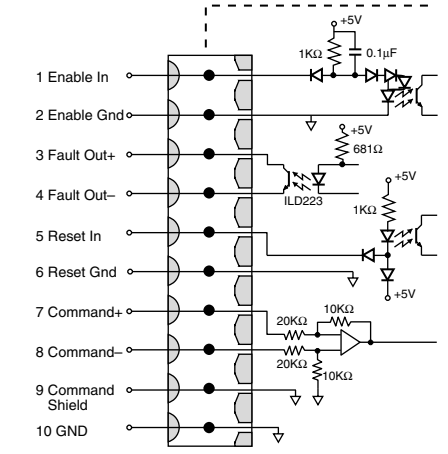 +5V
1KΩ
0.1µF
1 Enable In
2 Enable Gnd
+5V
3 Fault Out+
681Ω
+5V
4 Fault Out–
ILD223
1KΩ
5 Reset In
6 Reset Gnd
+5V
7 Command+
10KΩ
20KΩ
8 Command–
20KΩ
10KΩ
9 Command
Shield
10 GND